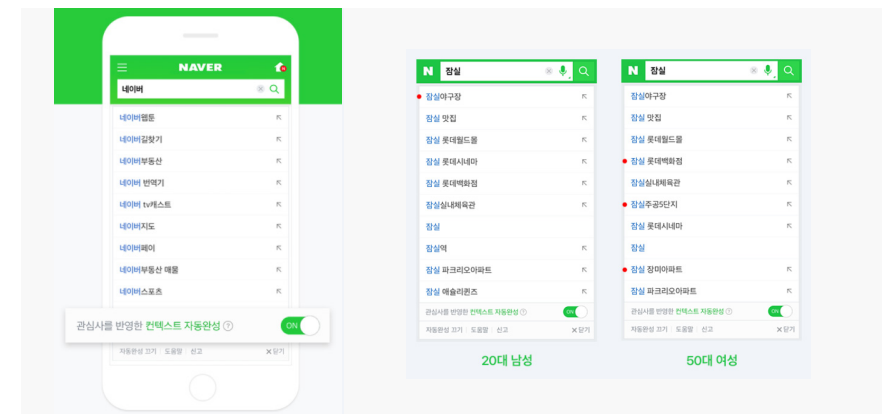 NAVER
네이버
네이버웹툰
네이버길찾기
네이버부동산
네이버 번역기
네이버 tv캐스트
네이버지도
네이버페이
네이버부동산 매물
네이버스포츠
관심사를 반영한 컨텍스트 자동완성 ? ON
자동완성 끄기 도움말 신고 ×닫기
N 잠실
잠실야구장
잠실 맛집
잠실 롯데월드몰
잠실 롯데시네마
잠실 롯데백화점
잠실실내체육관
잠실
잠실역
잠실 파크리오아파트
잠실 애슐리퀸즈
관심사를 반영한 컨텍스트 자동완성 ? ON
자동완성 끄기 도움말 신고 ×닫기
20대 남성
N 잠실
잠실야구장
잠실 맛집
잠실 롯데월드몰
잠실 롯데백화점
잠실실내체육관
잠실주공5단지
잠실 롯데시네마
잠실
잠실 장미아파트
잠실 파크리오아파트
관심사를 반영한 컨텍스트 자동완성 ? ON
자동완성 끄기 도움말 신고 ×닫기
50대 여성